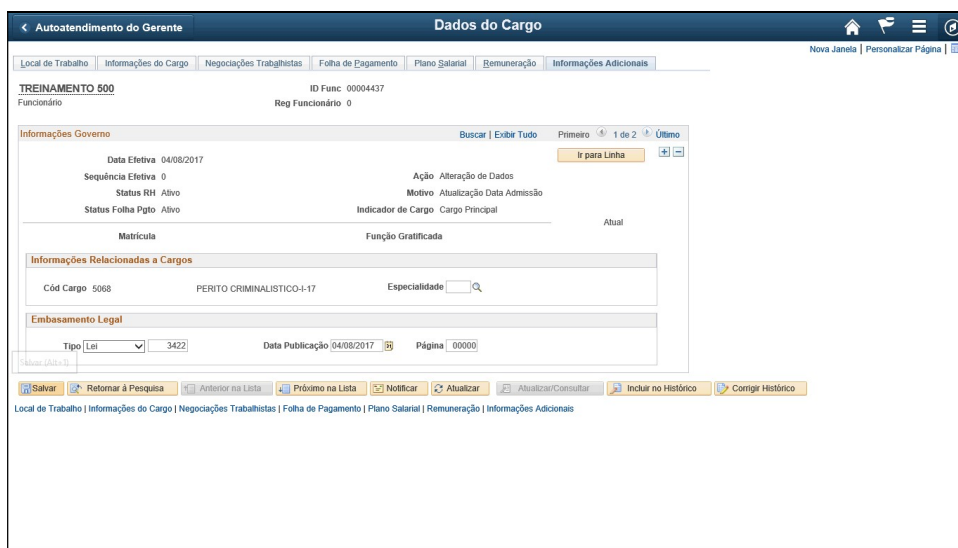 Autoatendimento do Gerente Dados do Cargo
Nova Janela | Personalizar Página |
Local de Trabalho Informações do Cargo Negociações Trabalhistas Folha de Pagamento Plano Salarial Remuneração Informações Adicionais
TREINAMENTO 500 ID Func 00004437
Funcionário Reg Funcionário 0
Informações Governo Buscar | Exibir Tudo Primeiro 1 de 2 Último
Ir para Linha
Data Efetiva 04/08/2017
Sequência Efetiva 0 Ação Alteração de Dados
Status RH Ativo Motivo Atualização Data Admissão
Status Folha Pgto Ativo Indicador de Cargo Cargo Principal
Atual
Matrícula Função Gratificada
Informações Relacionadas a Cargos
Cód Cargo 5068 PERITO CRIMINALISTICO-I-17 Especialidade
Embasamento Legal
Tipo Lei 3422 Data Publicação 04/08/2017 Página 00000
Salvar (Alt+1)
Salvar Retornar à Pesquisa Anterior na Lista Próximo na Lista Notificar Atualizar Atualizar/Consultar Incluir no Histórico Corrigir Histórico
Local de Trabalho | Informações do Cargo | Negociações Trabalhistas | Folha de Pagamento | Plano Salarial | Remuneração | Informações Adicionais